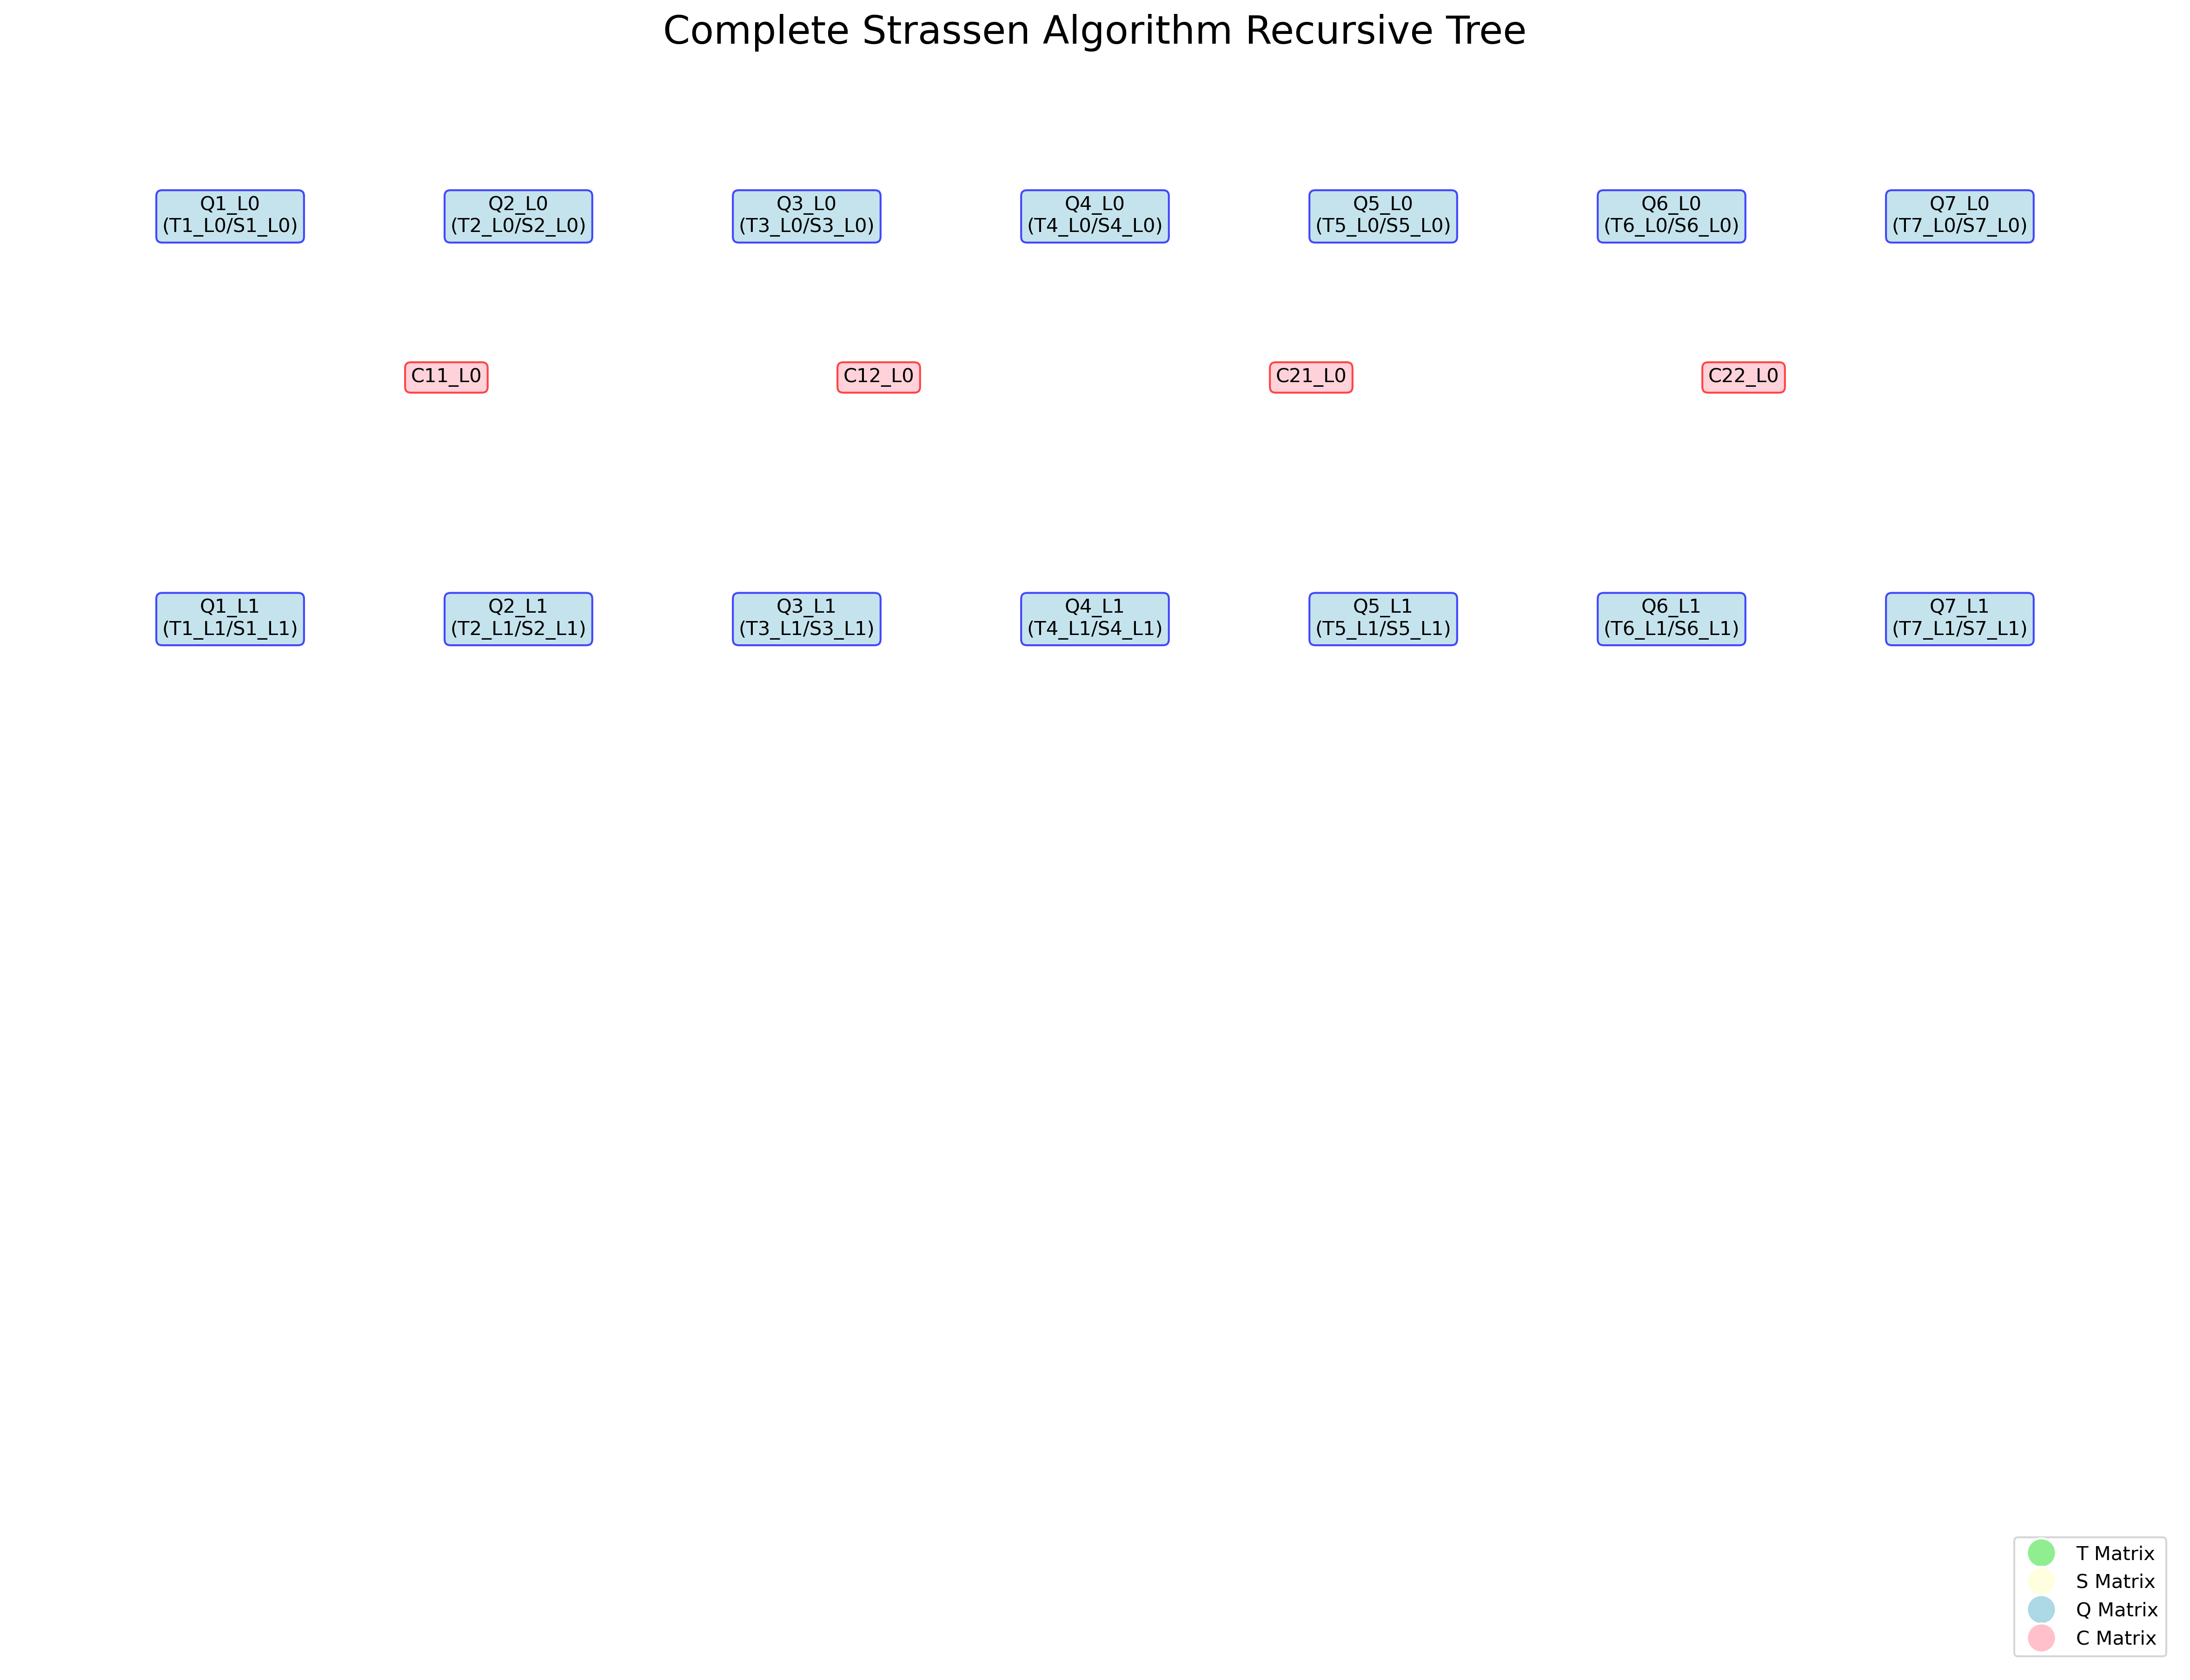 Complete Strassen Algorithm Recursive Tree
Q1_L0
(T1_L0/S1_L0)
Q2_L0
(T2_L0/S2_L0)
Q3_L0
(T3_L0/S3_L0)
Q4_L0
(T4_L0/S4_L0)
Q5_L0
(T5_L0/S5_L0)
Q6_L0
(T6_L0/S6_L0)
Q7_L0
(T7_L0/S7_L0)
C11_L0
C12_L0
C21_L0
C22_L0
Q1_L1
(T1_L1/S1_L1)
Q2_L1
(T2_L1/S2_L1)
Q3_L1
(T3_L1/S3_L1)
Q4_L1
(T4_L1/S4_L1)
Q5_L1
(T5_L1/S5_L1)
Q6_L1
(T6_L1/S6_L1)
Q7_L1
(T7_L1/S7_L1)
T Matrix
S Matrix
Q Matrix
C Matrix